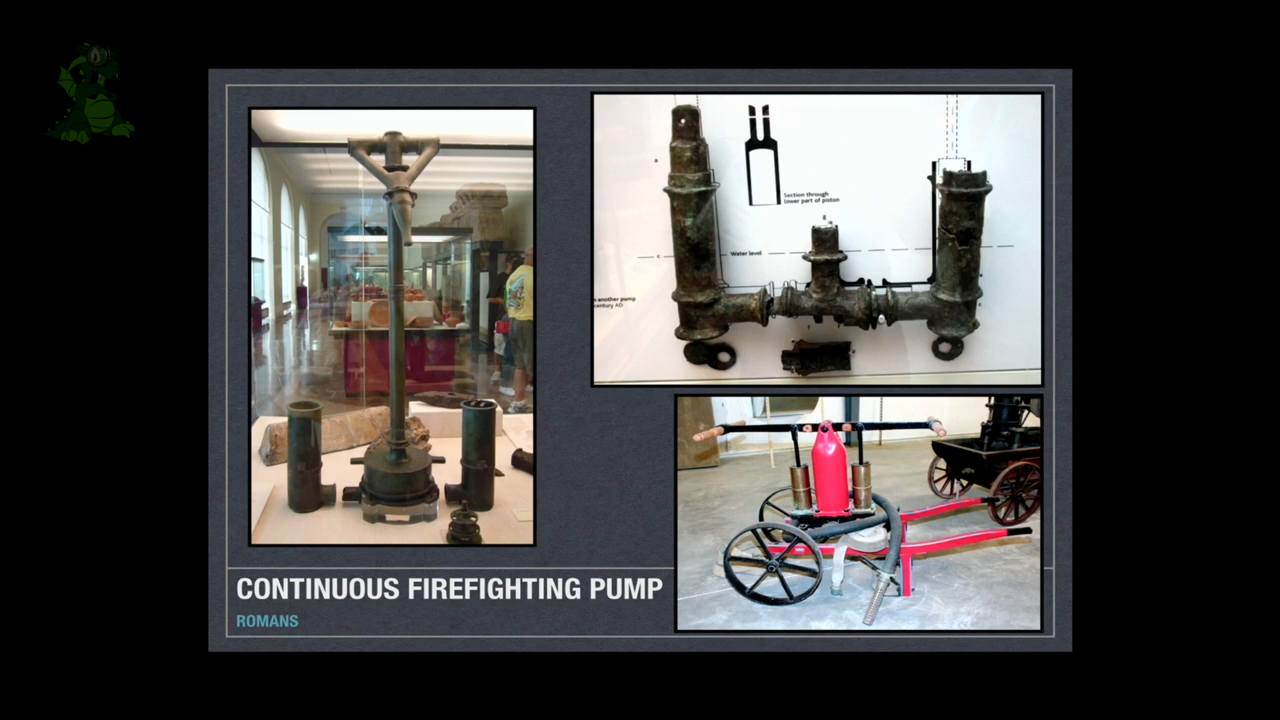 Section through
lower part of piston
Water level
n another pump
century AD
CONTINUOUS FIREFIGHTING PUMP
ROMANS